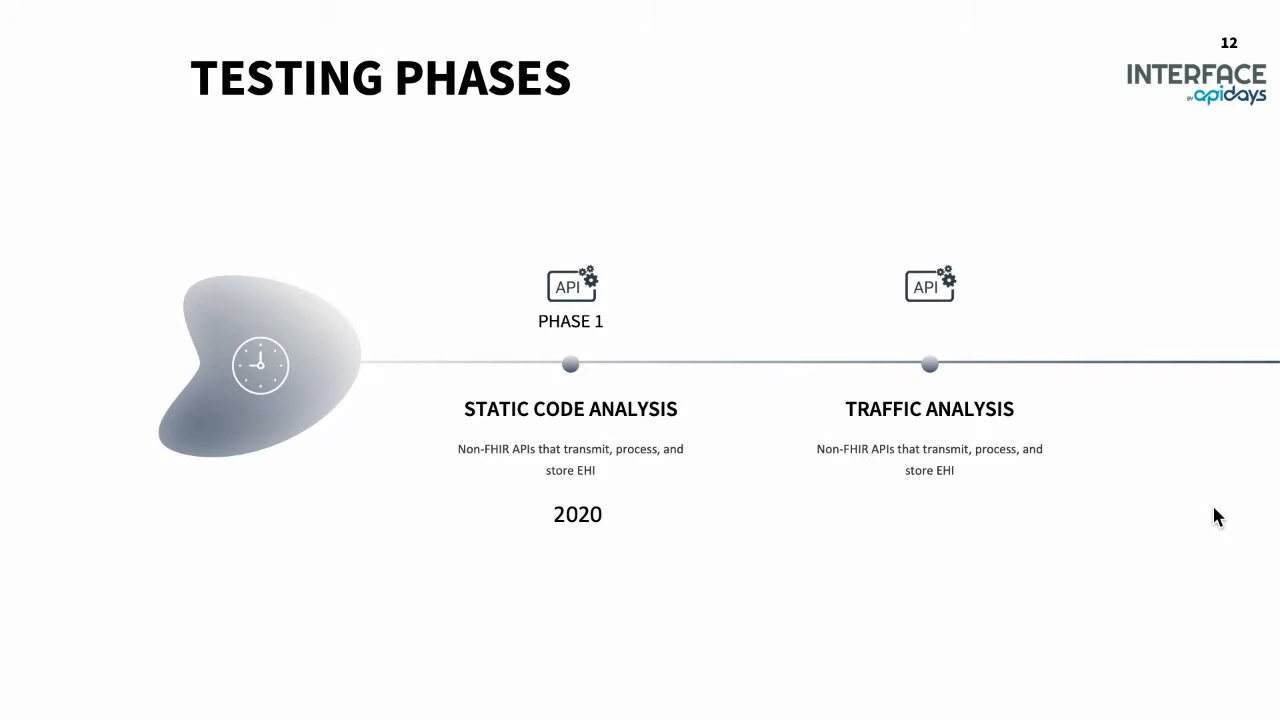 12
TESTING PHASES
INTERFACE
BY apidays
API
API
PHASE 1
STATIC CODE ANALYSIS
TRAFFIC ANALYSIS
Non-FHIR APIs that transmit, process, and
store EHI
Non-FHIR APIs that transmit, process, and
store EHI
2020